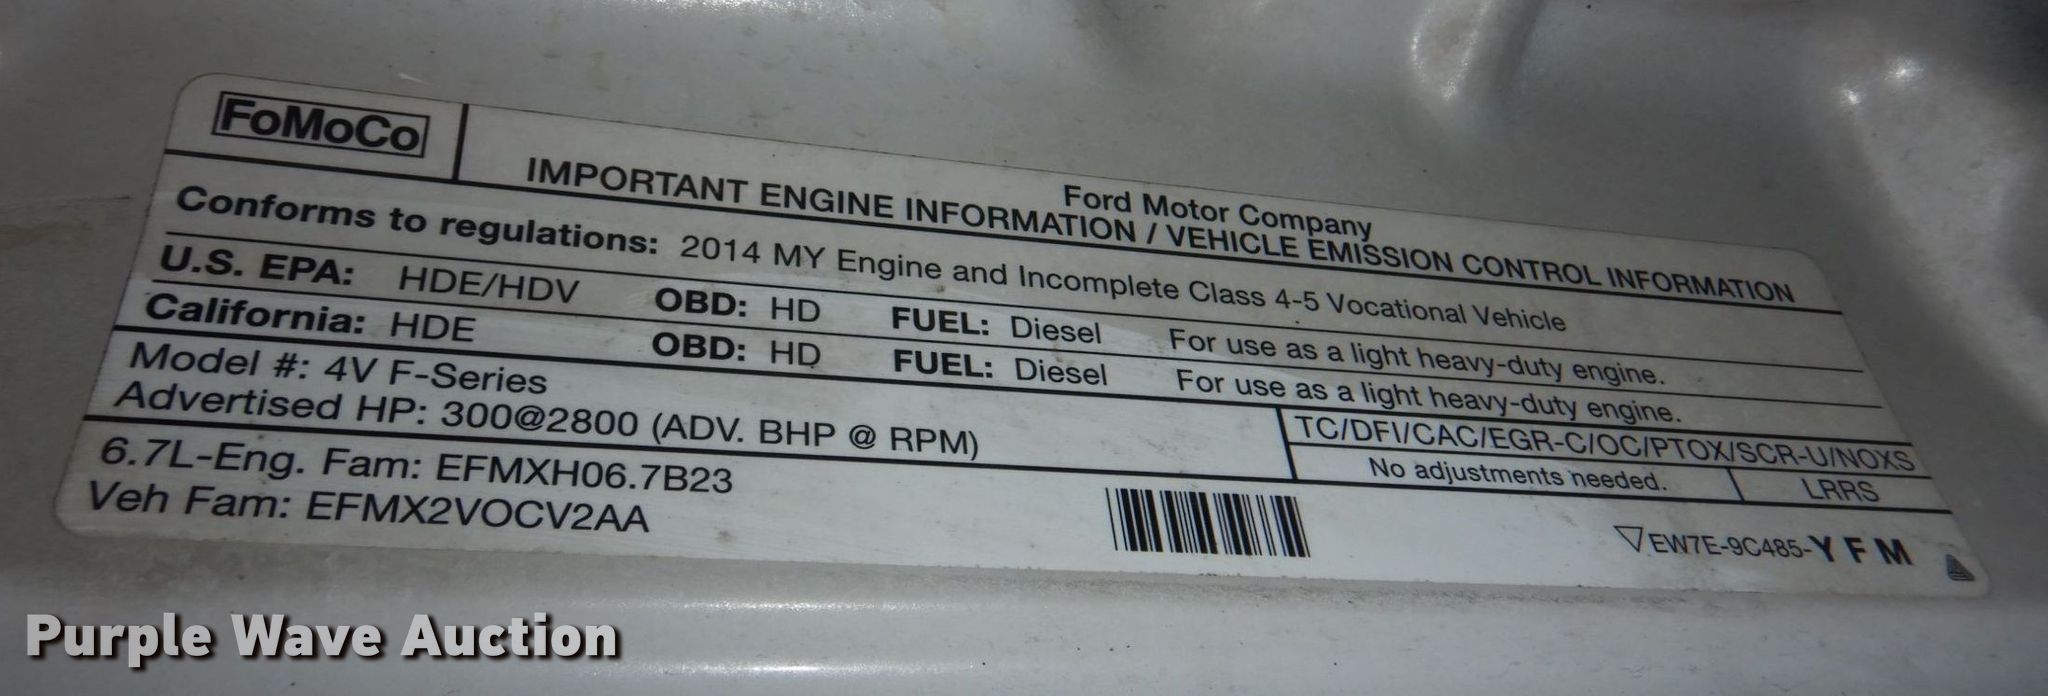 FoMoCo
Ford Motor Company
IMPORTANT ENGINE INFORMATION / VEHICLE EMISSION CONTROL INFORMATION
Conforms to regulations: 2014 MY Engine and Incomplete Class 4-5 Vocational Vehicle
U.S. EPA: HDE/HDV OBD: HD FUEL: Diesel For use as a light heavy-duty engine.
California: HDE OBD: HD FUEL: Diesel For use as a light heavy-duty engine.
Model #: 4V F-Series
Advertised HP: 300@2800 (ADV. BHP @ RPM)
TC/DFI/CAC/EGR-C/OC/PTOX/SCR-U/NOXS
No adjustments needed. LRRS
6.7L-Eng. Fam: EFMXH06.7B23
Veh Fam: EFMX2VOCV2AA
EW7E-9C485-YFM
Purple Wave Auction